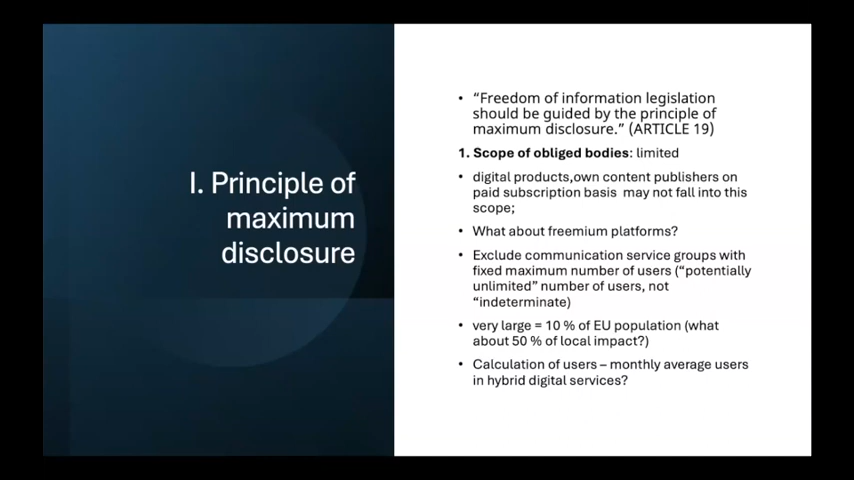 I. Principle of
maximum
disclosure
• “Freedom of information legislation
should be guided by the principle of
maximum disclosure.” (ARTICLE 19)
1. Scope of obliged bodies: limited
• digital products,own content publishers on
paid subscription basis may not fall into this
scope;
• What about freemium platforms?
• Exclude communication service groups with
fixed maximum number of users (“potentially
unlimited” number of users, not
“indeterminate)
• very large = 10 % of EU population (what
about 50 % of local impact?)
• Calculation of users – monthly average users
in hybrid digital services?